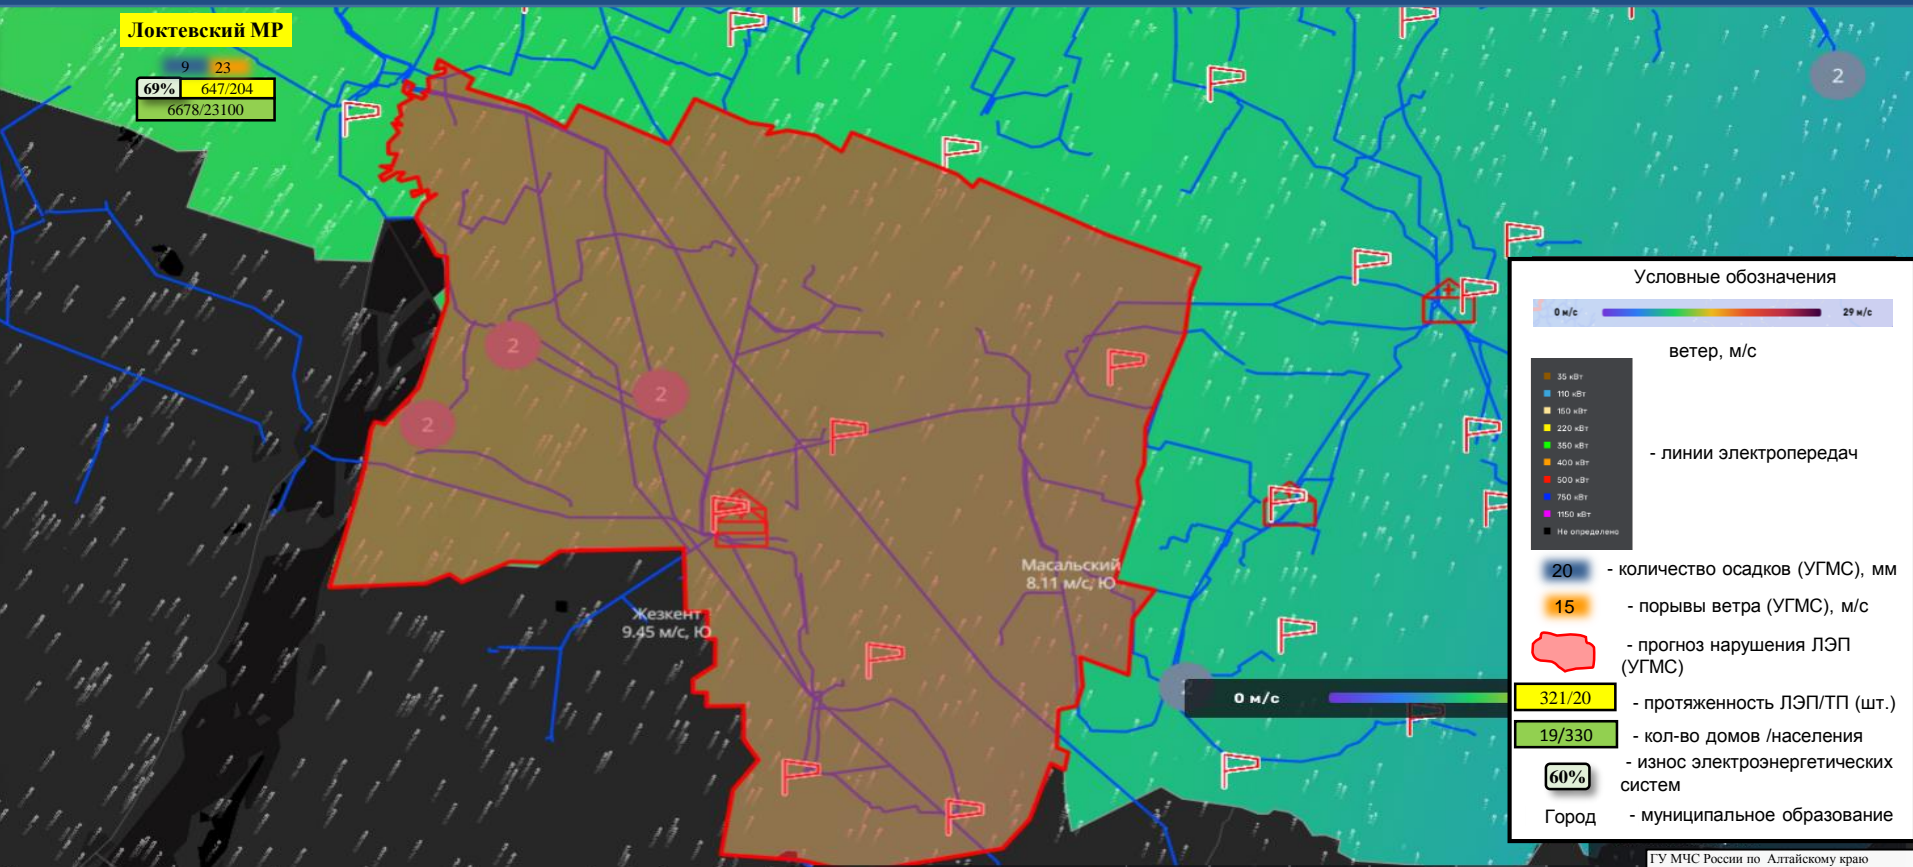 Локтевский МР
9 23
69% 647/204
6678/23100
2
2
2
2
Масальский
8.11 м/с, Ю
Жезкент
9.45 м/с, Ю
0 м/с
Условные обозначения
0 м/с 29 м/с
ветер, м/с
35 кВт
110 кВт
150 кВт
220 кВт
350 кВт
400 кВт
500 кВт
750 кВт
1150 кВт
Не определено
- линии электропередач
20 - количество осадков (УГМС), мм
15 - порывы ветра (УГМС), м/с
- прогноз нарушения ЛЭП
(УГМС)
321/20 - протяженность ЛЭП/ТП (шт.)
19/330 - кол-во домов /населения
60% - износ электроэнергетических
систем
Город - муниципальное образование
ГУ МЧС России по Алтайскому краю